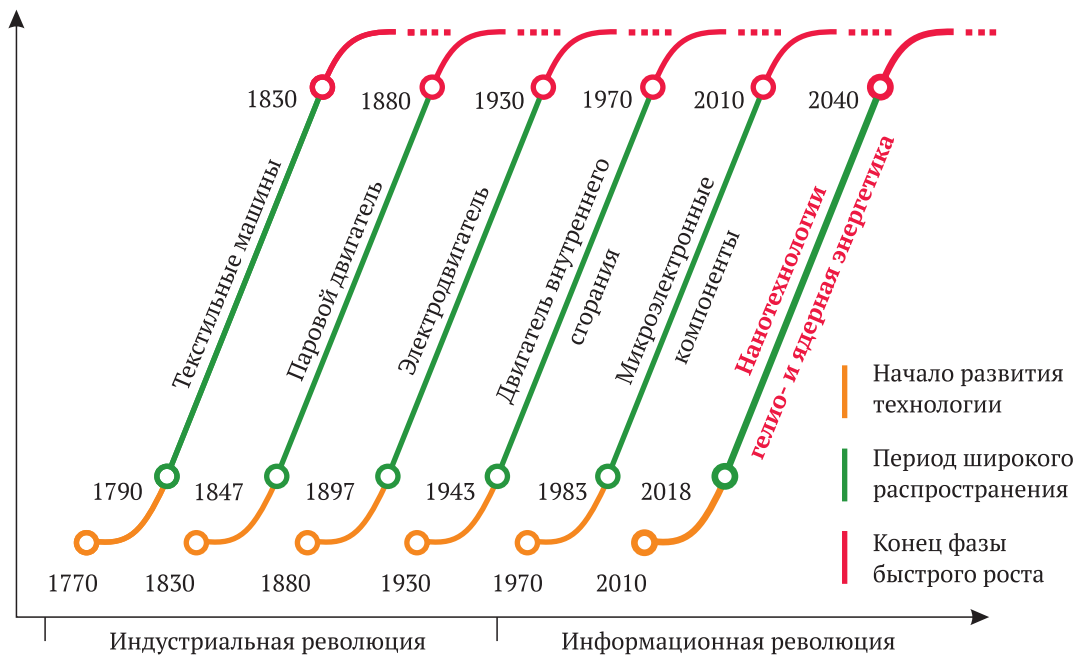 1830
1880
1930
1970
2010
2040
Текстильные машины
Паровой двигатель
Электродвигатель
Двигатель внутреннего
сгорания
Микроэлектронные
компоненты
Нанотехнологии
гелио- и ядерная энергетика
Начало развития
технологии
Период широкого
распространения
Конец фазы
быстрого роста
1790
1847
1897
1943
1983
2018
1770
1830
1880
1930
1970
2010
Индустриальная революция
Информационная революция